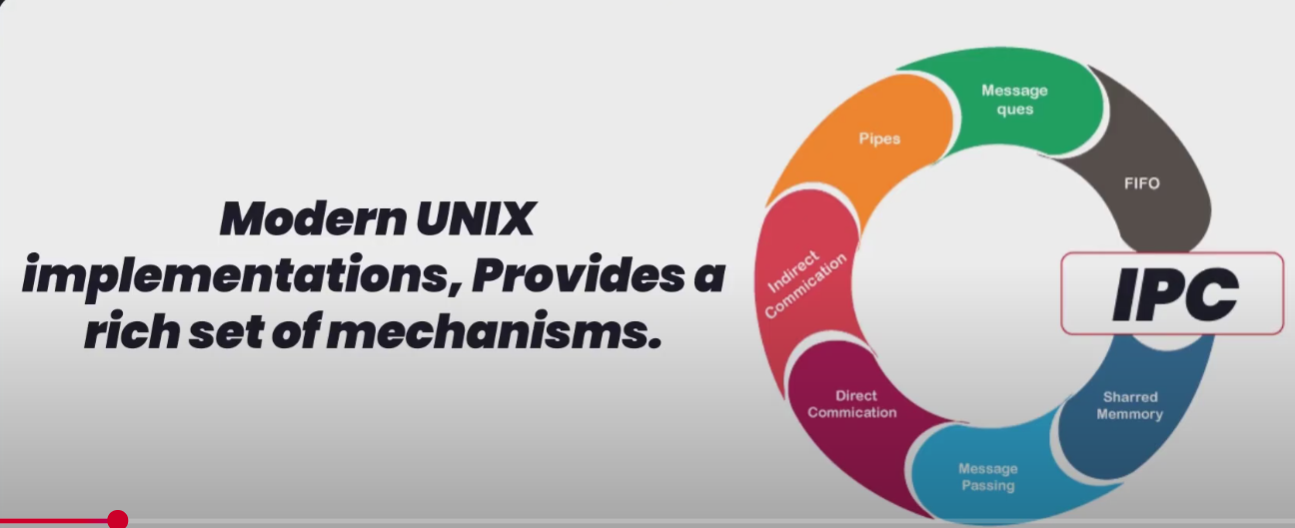 Modern UNIX
implementations, Provides a
rich set of mechanisms.
Message
ques
Pipes
FIFO
Indirect
Commication
IPC
Direct
Commication
Sharred
Memmory
Message
Passing